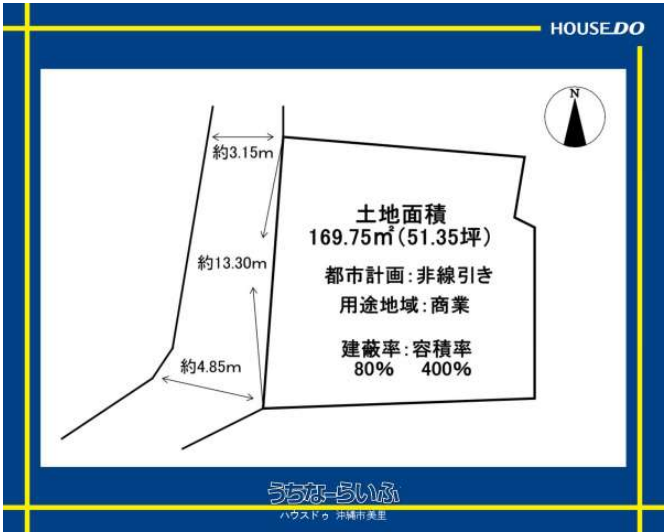 HOUSE DO
N
約3.15m
土地面積
169.75㎡(51.35坪)
約13.30m
都市計画:非線引き
用途地域:商業
建蔽率:容積率
約4.85m
80% 400%
うちなーらいふ
ハウスドゥ 沖縄市美里